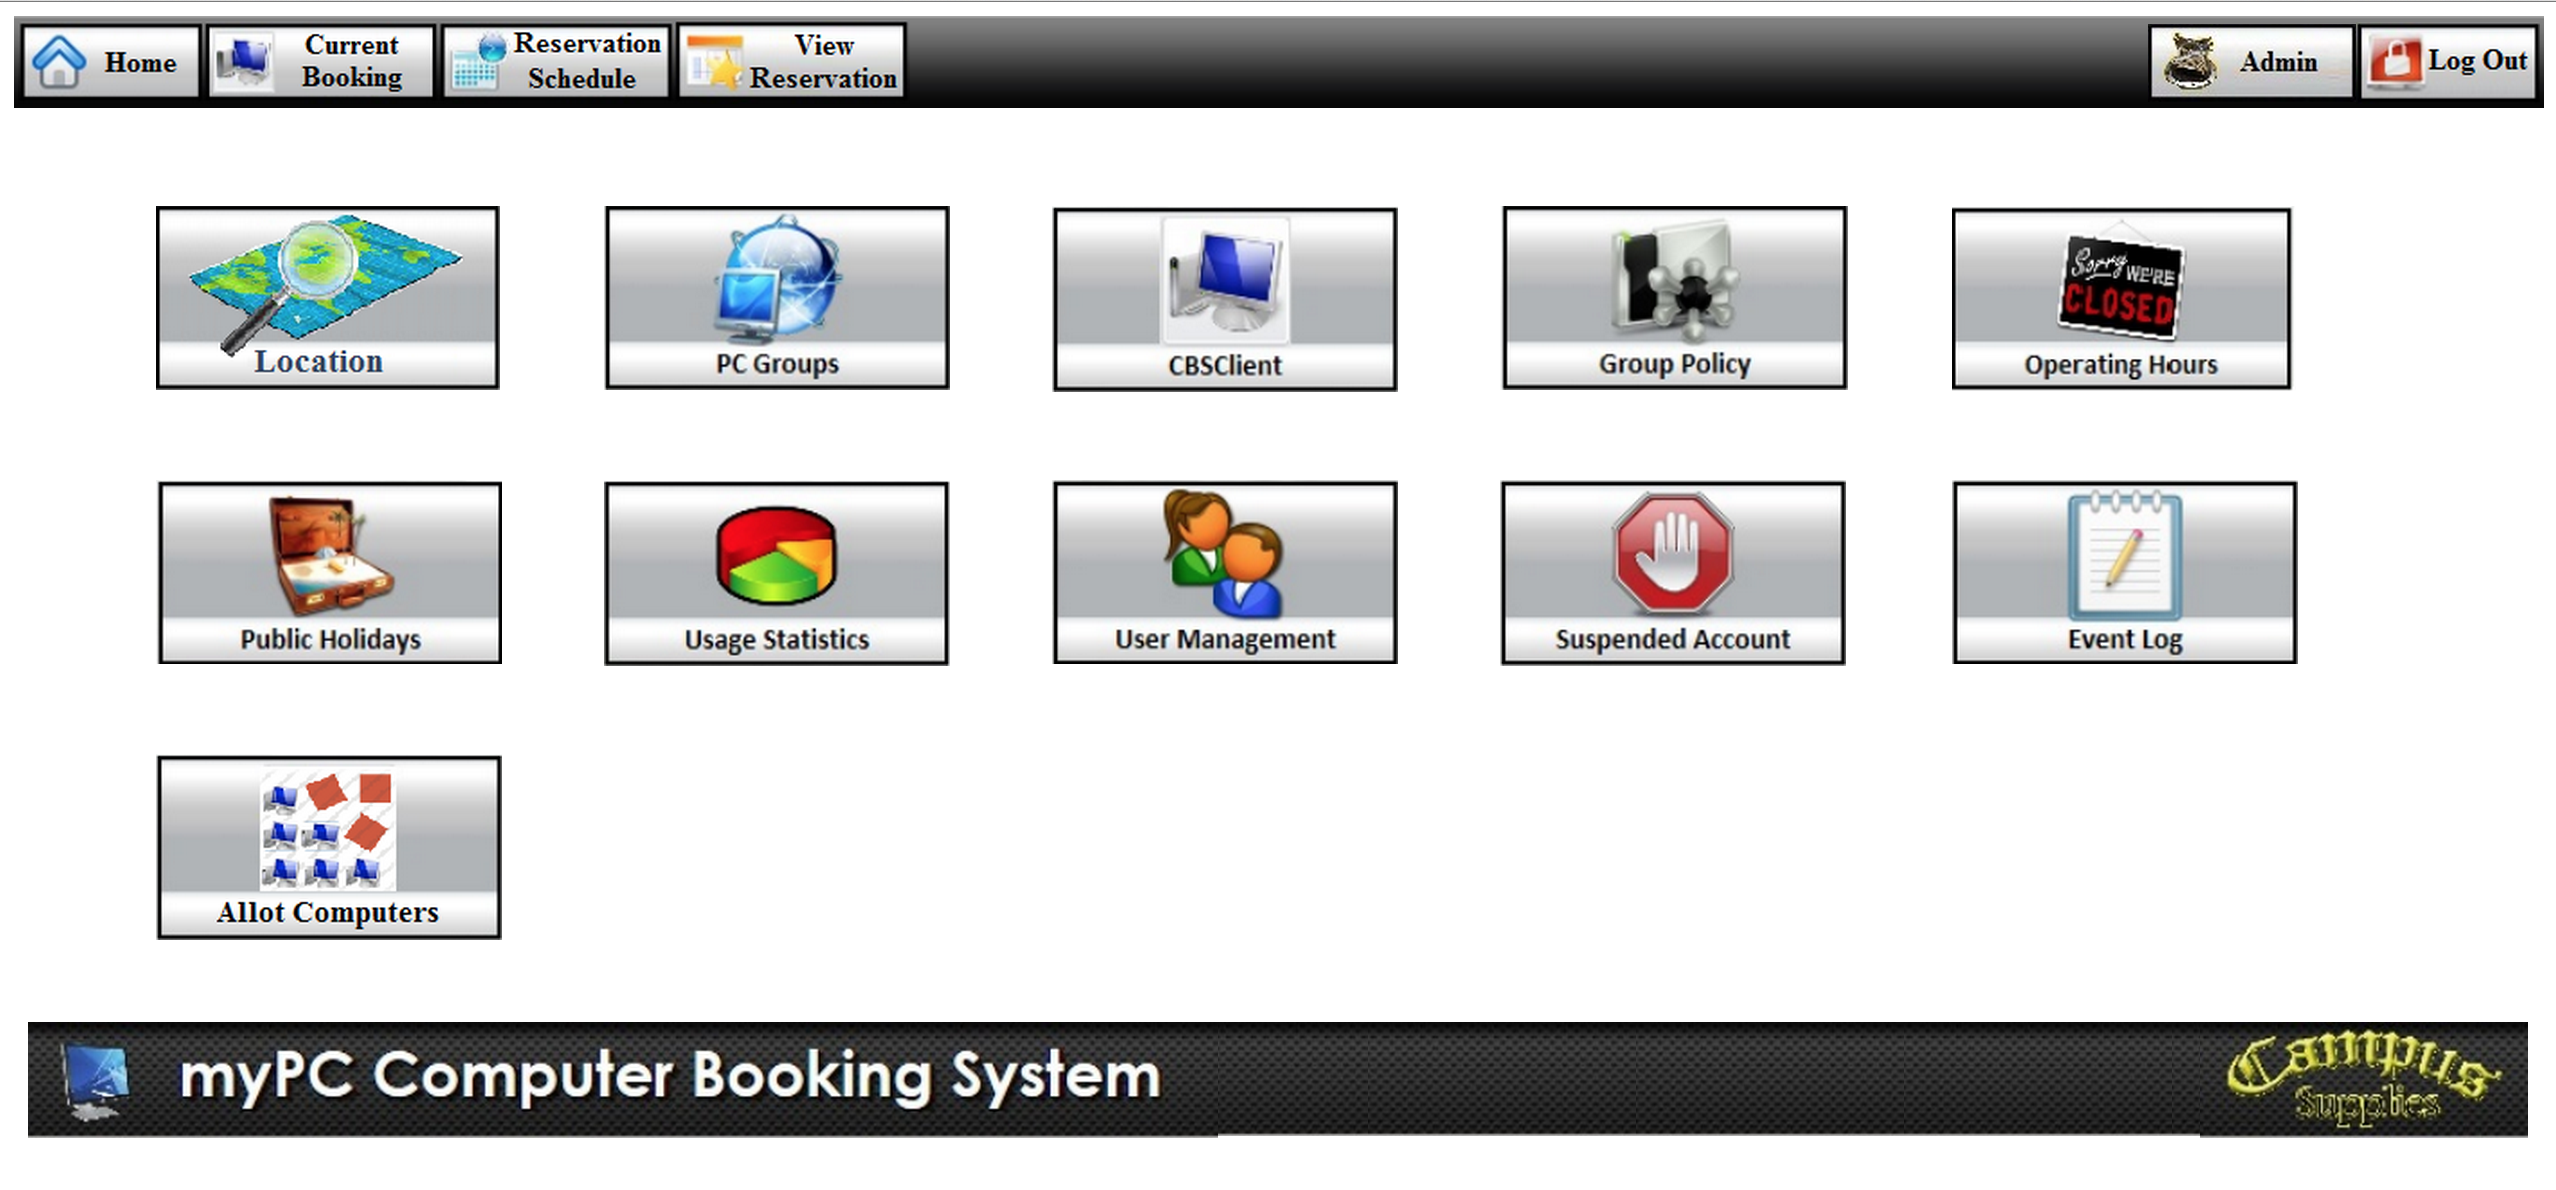 Home
Current
Booking
Reservation
Schedule
View
Reservation
Admin
Log Out
Location
PC Groups
CBSClient
Group Policy
Sorry WE'RE
CLOSED
Operating Hours
Public Holidays
Usage Statistics
User Management
Suspended Account
Event Log
Allot Computers
myPC Computer Booking System
Campus
Supplies